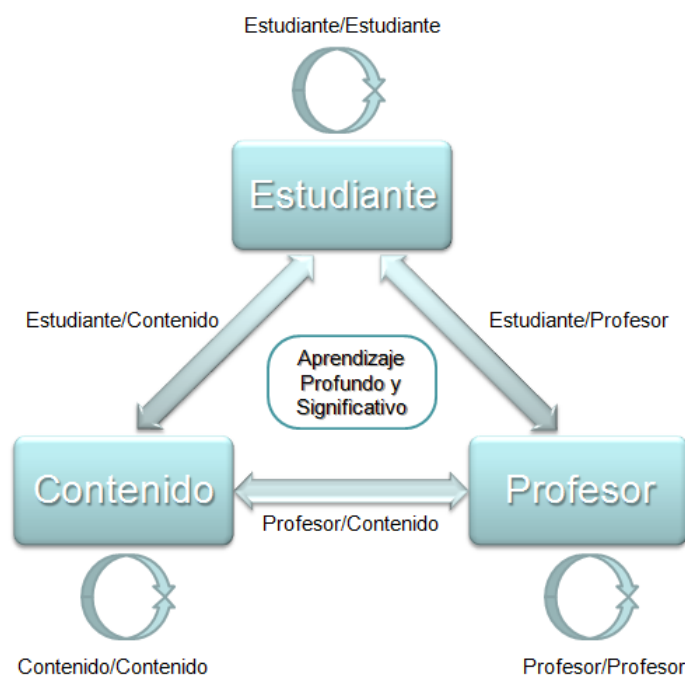 Estudiante/Estudiante
Estudiante
Estudiante/Contenido
Estudiante/Profesor
Aprendizaje
Profundo y
Significativo
Contenido
Profesor
Profesor/Contenido
Contenido/Contenido
Profesor/Profesor